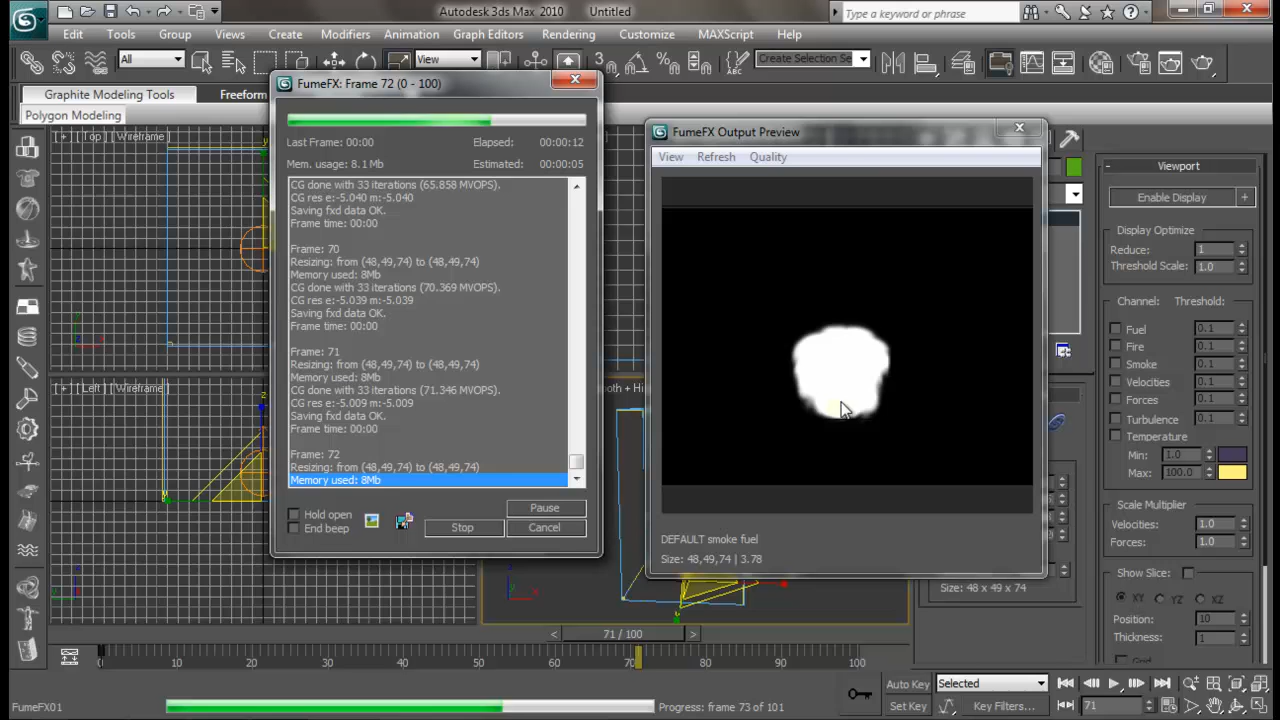 Autodesk 3ds Max 2010 Untitled
Type a keyword or phrase
Edit Tools Group Views Create Modifiers Animation Graph Editors Rendering Customize MAXScript Help
All
View
Create Selection Se
Graphite Modeling Tools
Freeform
Polygon Modeling
[ + ] [ Top ] [ Wireframe ]
[ + ] [ Left ] [ Wireframe ]
FumeFX: Frame 72 (0 - 100)
Last Frame: 00:00 Elapsed: 00:00:12
Mem. usage: 8.1 Mb Estimated: 00:00:05
CG done with 33 iterations (65.858 MVOPS).
CG res e:-5.040 m:-5.040
Saving fxd data OK.
Frame time: 00:00
Frame: 70
Resizing: from (48,49,74) to (48,49,74)
Memory used: 8Mb
CG done with 33 iterations (70.369 MVOPS).
CG res e:-5.039 m:-5.039
Saving fxd data OK.
Frame time: 00:00
Frame: 71
Resizing: from (48,49,74) to (48,49,74)
Memory used: 8Mb
CG done with 33 iterations (71.346 MVOPS).
CG res e:-5.009 m:-5.009
Saving fxd data OK.
Frame time: 00:00
Frame: 72
Resizing: from (48,49,74) to (48,49,74)
Memory used: 8Mb
Hold open
End beep
Pause
Stop
Cancel
FumeFX Output Preview
View Refresh Quality
DEFAULT smoke fuel
Size: 48,49,74 | 3.78
Size: 48 x 49 x 74
Viewport
Enable Display +
Display Optimize
Reduce: 1
Threshold Scale: 1.0
Channel: Threshold:
Fuel 0.1
Fire 0.1
Smoke 0.1
Velocities 0.1
Forces 0.1
Turbulence 0.1
Temperature
Min: 1.0
Max: 100.0
Scale Multiplier
Velocities: 1.0
Forces: 1.0
Show Slice:
XY YZ XZ
Position: 10
Thickness: 1
< 71 / 100 >
0 10 20 30 40 50 60 70 80 90 100
Auto Key Selected
Set Key Key Filters... 71
FumeFX01 Progress: frame 73 of 101